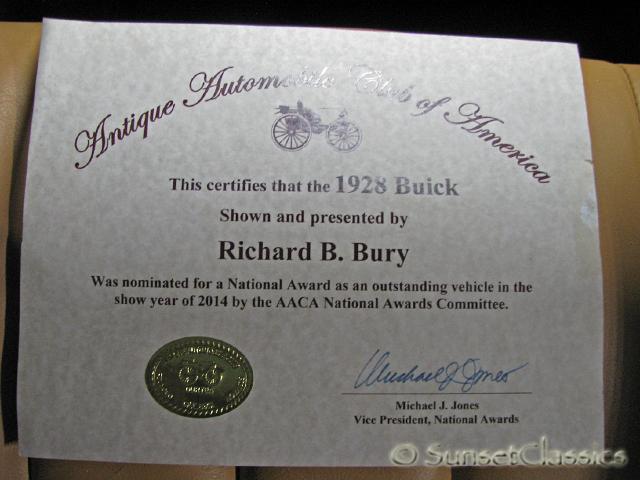 Antique Automobile Club of America
This certifies that the 1928 Buick
Shown and presented by
Richard B. Bury
Was nominated for a National Award as an outstanding vehicle in the
show year of 2014 by the AACA National Awards Committee.
Michael J. Jones
Michael J. Jones
Vice President, National Awards
© SunsetClassics